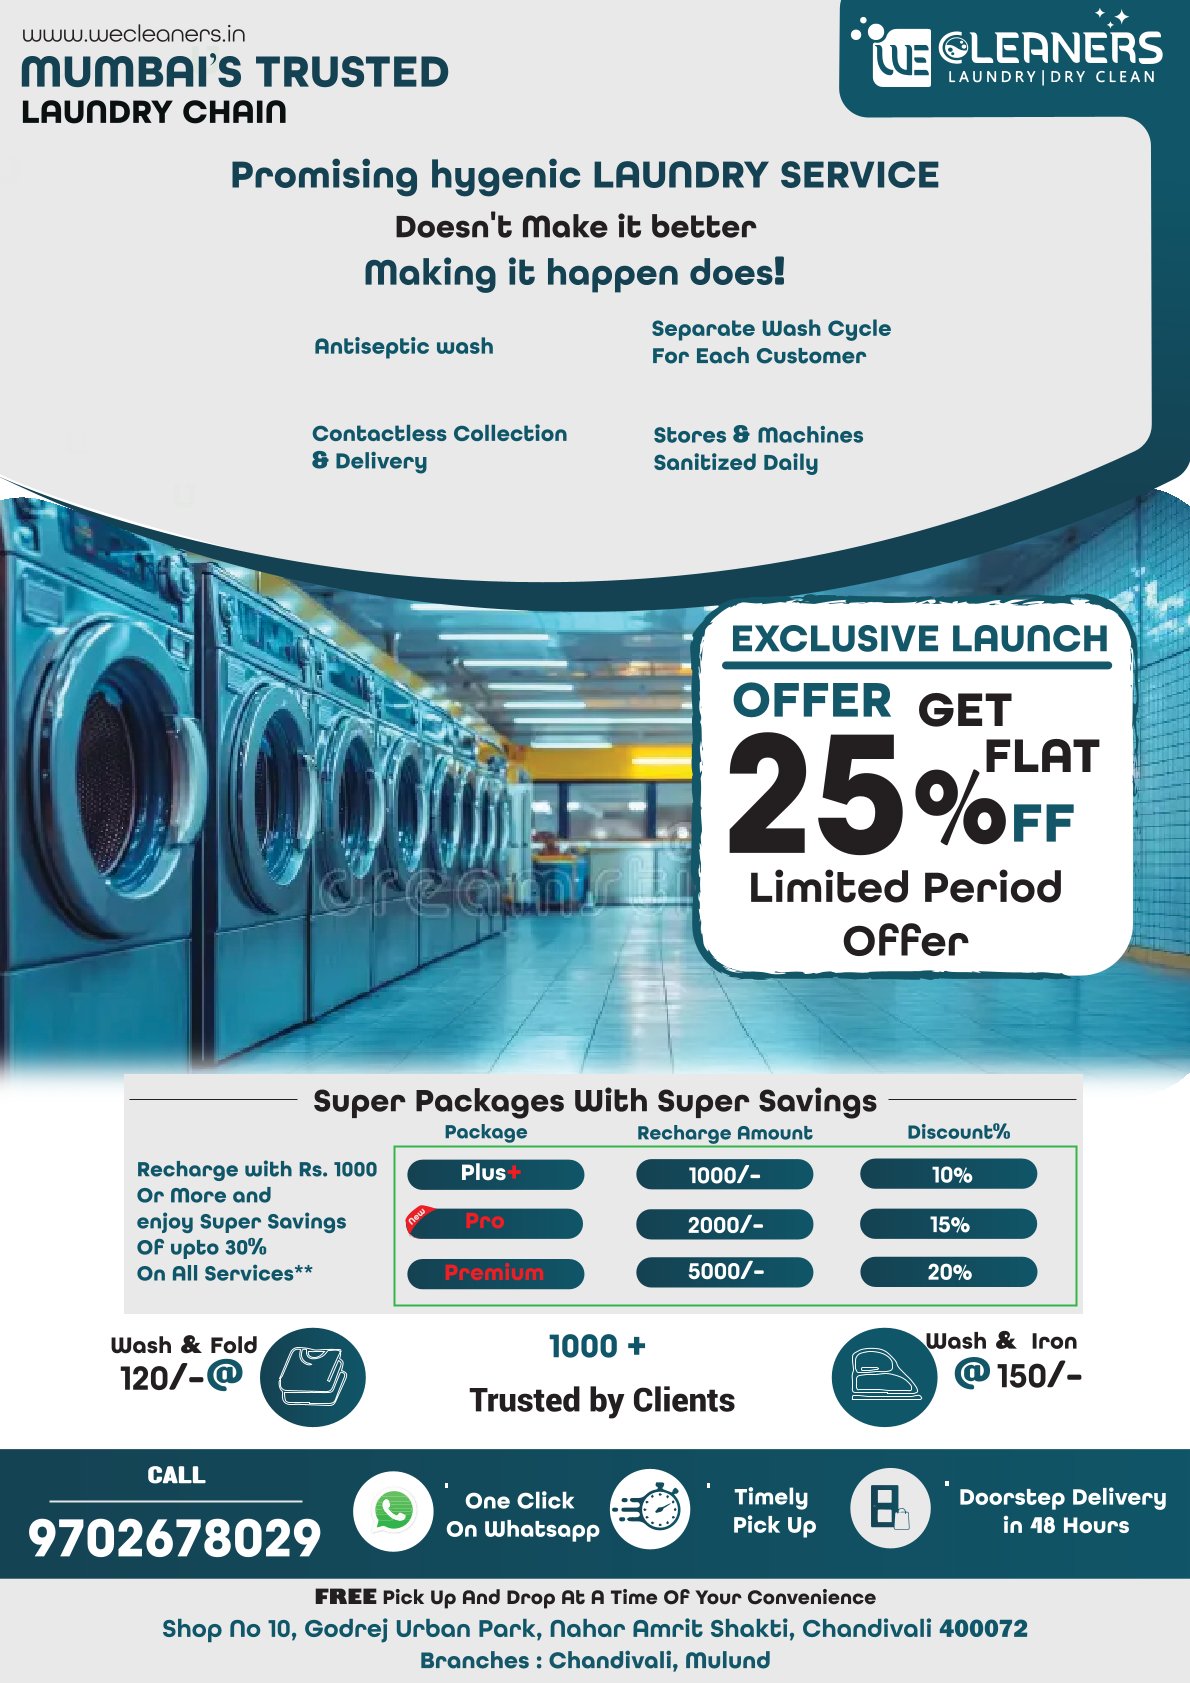 www.wecleaners.in
MUMBAI'S TRUSTED
LAUNDRY CHAIN
WE CLEANERS
LAUNDRY|DRY CLEAN
Promising hygenic LAUNDRY SERVICE
Doesn't Make it better
Making it happen does!
Antiseptic wash
Separate Wash Cycle
For Each Customer
Contactless Collection
& Delivery
Stores & Machines
Sanitized Daily
EXCLUSIVE LAUNCH
OFFER GET
FLAT
25%FF
Limited Period
Offer
dreamsti
Super Packages With Super Savings
Package Recharge Amount Discount%
Recharge with Rs. 1000
Or More and
enjoy Super Savings
Of upto 30%
On All Services**
Plus+ 1000/- 10%
New Pro 2000/- 15%
Premium 5000/- 20%
Wash & Fold
120/-@
1000 +
Trusted by Clients
Wash & Iron
@ 150/-
CALL
9702678029
One Click
On Whatsapp
Timely
Pick Up
Doorstep Delivery
in 48 Hours
FREE Pick Up And Drop At A Time Of Your Convenience
Shop No 10, Godrej Urban Park, Nahar Amrit Shakti, Chandivali 400072
Branches : Chandivali, Mulund